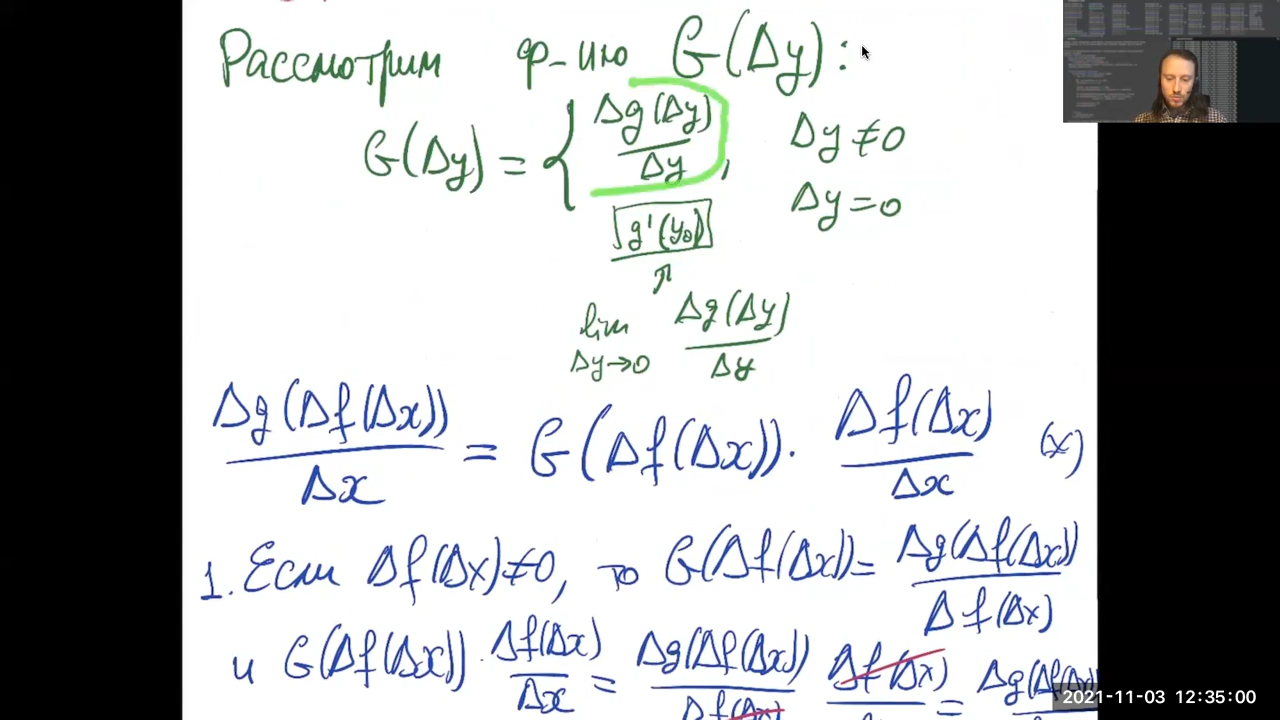 Рассмотрим ф-ию G(Δy):
G(Δy) = { Δg(Δy)/Δy, Δy ≠ 0
g'(y₀) Δy = 0
lim Δy→0 Δg(Δy)/Δy
Δg(Δf(Δx))/Δx = G(Δf(Δx)) · Δf(Δx)/Δx (x)
1. Если Δf(Δx) ≠ 0, то G(Δf(Δx)) = Δg(Δf(Δx))/Δf(Δx)
и G(Δf(Δx)) · Δf(Δx)/Δx = Δg(Δf(Δx))/Δf(Δx) Δf(Δx) = Δg(Δf(Δx))
2021-11-03 12:35:00